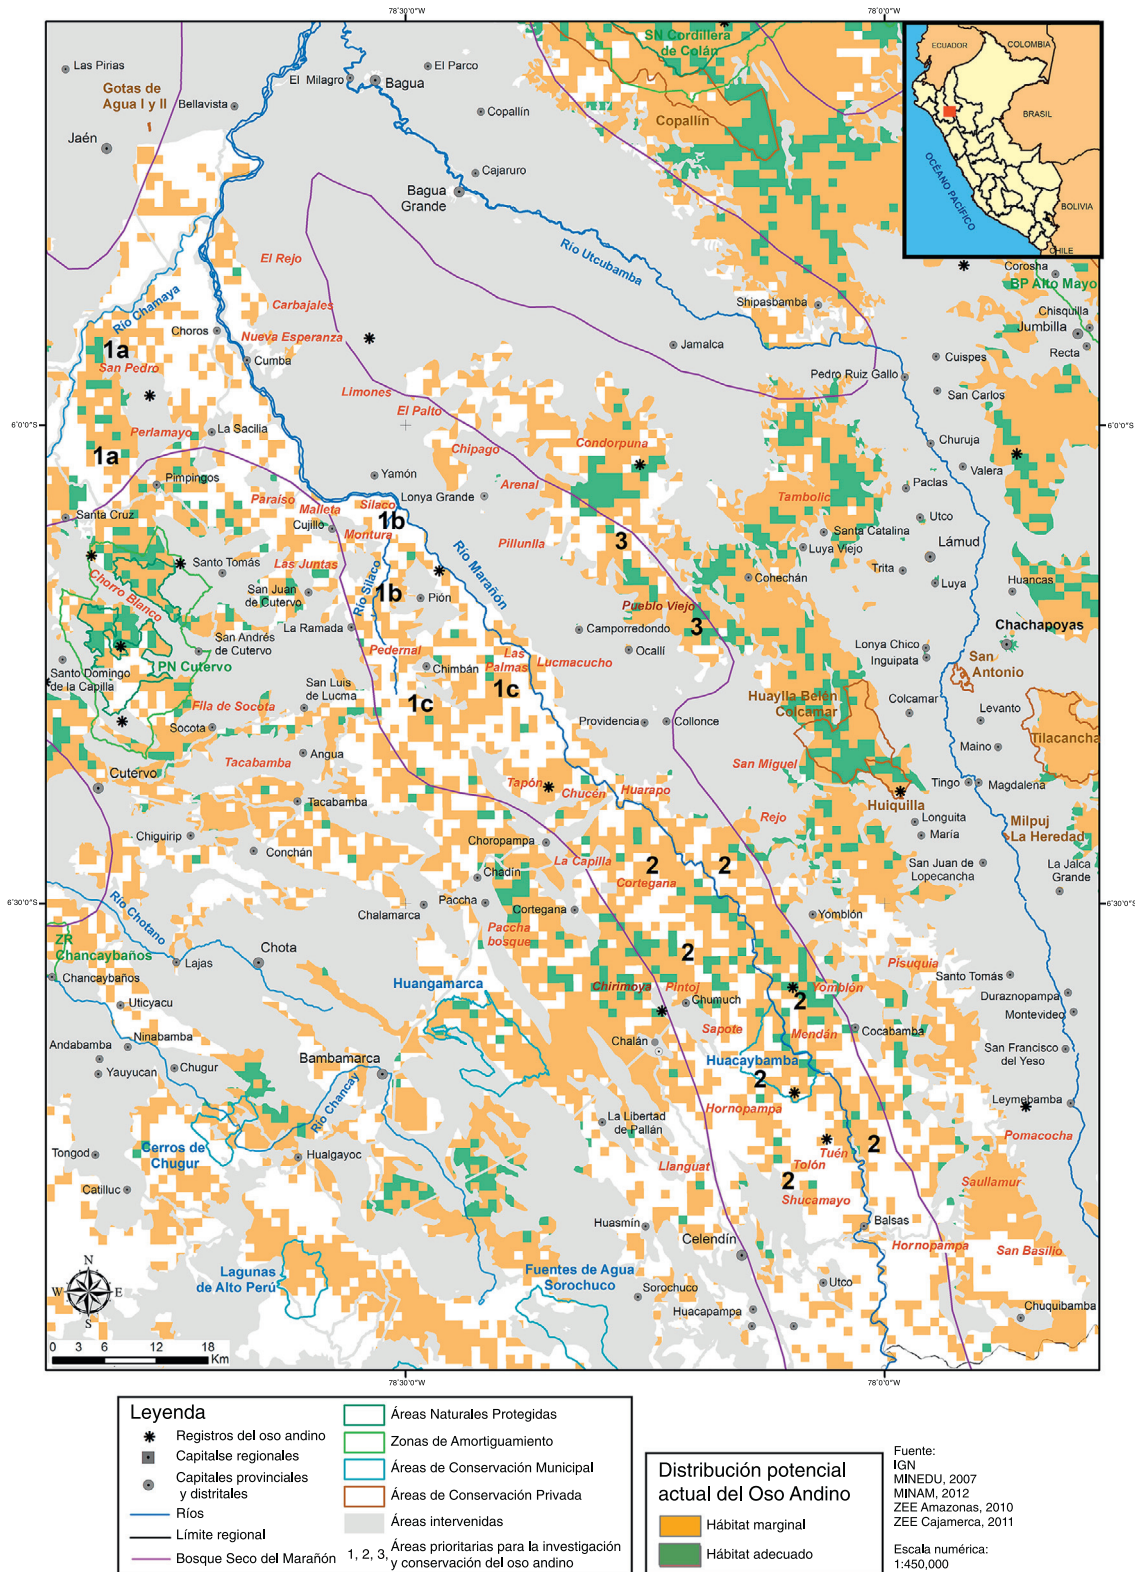 78°30'0"W
78°0'0"W
SN Cordillera
de Colán
ECUADOR
COLOMBIA
BRASIL
BOLIVIA
CHILE
OCÉANO PACÍFICO
Las Pirias
El Parco
El Milagro
Bagua
Gotas de
Agua I y II
Bellavista
Copallín
Copallín
Jaén
Cajaruro
Bagua
Grande
Río Utcubamba
El Rejo
Corosha
BP Alto Mayo
Río Chamaya
Carbajales
Shipasbamba
Chisquilla
Jumbilla
Choros
Nueva Esperanza
Jamalca
Recta
1a
Cumba
Cuispes
San Pedro
Pedro Ruiz Gallo
Limones
San Carlos
El Palto
6°0'0"S
6°0'0"S
Perlamayo
La Sacilia
Condorpuna
Churuja
Chipago
1a
Valera
Yamón
Pimpingos
Arenal
Paclas
Paraiso
Lonya Grande
Tambolic
Malleta
Silaco
Santa Cruz
1b
Utco
Cujillo
Montura
Santa Catalina
Pillunlla
3
Lámud
Luya Viejo
Río Marañón
Santo Tomás
Las Juntas
Trita
Cohechán
Chorro Blanco
Luya
Huancas
San Juan
de Cutervo
1b
Río Silaco
Pión
Pueblo Viejo
La Ramada
Camporredondo
3
Chachapoyas
San Andrés
de Cutervo
Pedernal
Ocallí
Lonya Chico
Las
Palmas
Lucmacucho
Inguipata
PN Cutervo
Chimbán
San
Antonio
Santo Domingo
de la Capilla
San Luis
de Lucma
1c
1c
Huaylla Belén
Colcamar
Colcamar
Fila de Socota
Levanto
Socota
Providencia
Collonce
Tilacancha
Maino
Angua
Tacabamba
San Miguel
Cutervo
Tapón
Chucén
Huarapo
Tingo
Magdalena
Tacabamba
Huiquilla
Rejo
Longuita
Milpuj
La Heredad
Chiguirip
Choropampa
María
Conchán
La Capilla
2
2
San Juan de
Lopecancha
La Jalca
Grande
Chadín
Cortegana
Río Chotano
Paccha
6°30'0"S
6°30'0"S
Chalamarca
Cortegana
Yomblón
ZR
Chancaybaños
Paccha
bosque
Chota
2
Lajas
Pisuquia
Chancaybaños
Santo Tomás
Huangamarca
Chirimoya
Pintoj
Yomblón
Uticyacu
Chumuch
2
Duraznopampa
Montevideo
Sapote
Mendán
Cocabamba
Andabamba
Ninabamba
Chalán
San Francisco
del Yeso
Bambamarca
Huacaybamba
Yauyucan
Chugur
2
Río Chancay
Hornopampa
Leymebamba
La Libertad
de Pallán
Pomacocha
Cerros de
Chugur
Tongod
Hualgayoc
Tuén
2
Llanguat
Tolón
Catilluc
2
Saullamur
Shucamayo
Huasmín
Balsas
Celendín
Hornopampa
San Basilio
Lagunas
de Alto Perú
Fuentes de Agua
Sorochuco
Utco
Sorochuco
N
W
E
S
Huacapampa
Chuquibamba
0 3 6 12 18
Km
78°30'0"W
78°0'0"W
Leyenda
Registros del oso andino
Capitalse regionales
Capitales provinciales
y distritales
Ríos
Límite regional
Bosque Seco del Marañón
Áreas Naturales Protegidas
Zonas de Amortiguamiento
Áreas de Conservación Municipal
Áreas de Conservación Privada
Áreas intervenidas
1, 2, 3, Áreas prioritarias para la investigación
y conservación del oso andino
Distribución potencial
actual del Oso Andino
Hábitat marginal
Hábitat adecuado
Fuente:
IGN
MINEDU, 2007
MINAM, 2012
ZEE Amazonas, 2010
ZEE Cajamerca, 2011
Escala numérica:
1:450,000